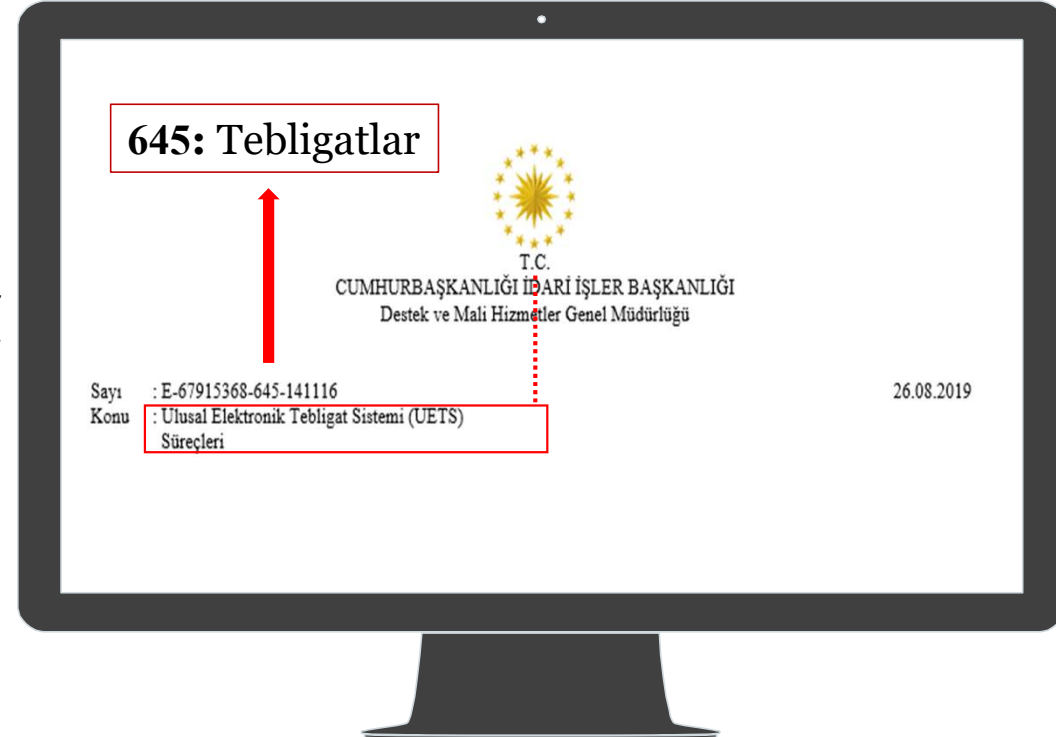 645: Tebligatlar
T.C.
CUMHURBAŞKANLIĞI İDARİ İŞLER BAŞKANLIĞI
Destek ve Mali Hizmetler Genel Müdürlüğü
Sayı : E-67915368-645-141116 26.08.2019
Konu : Ulusal Elektronik Tebligat Sistemi (UETS)
Süreçleri